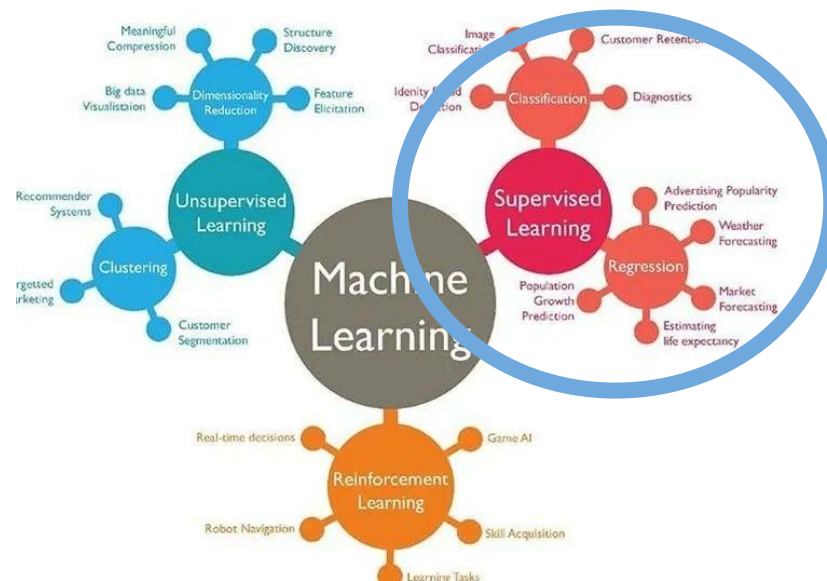 Meaningful
Compression
Structure
Discovery
Big data
Visualistaion
Dimensionality
Reduction
Feature
Elicitation
Recommender
Systems
Unsupervised
Learning
Clustering
Customer
Segmentation
Machine
Learning
Image
Customer
Idenity
Classification
Diagnostics
Supervised
Learning
Advertising Popularity
Prediction
Weather
Forecasting
Regression
Population
Growth
Prediction
Market
Forecasting
Estimating
life expectancy
Real-time decisions
Game AI
Reinforcement
Learning
Robot Navigation
Skill Acquisition
Learning Tasks